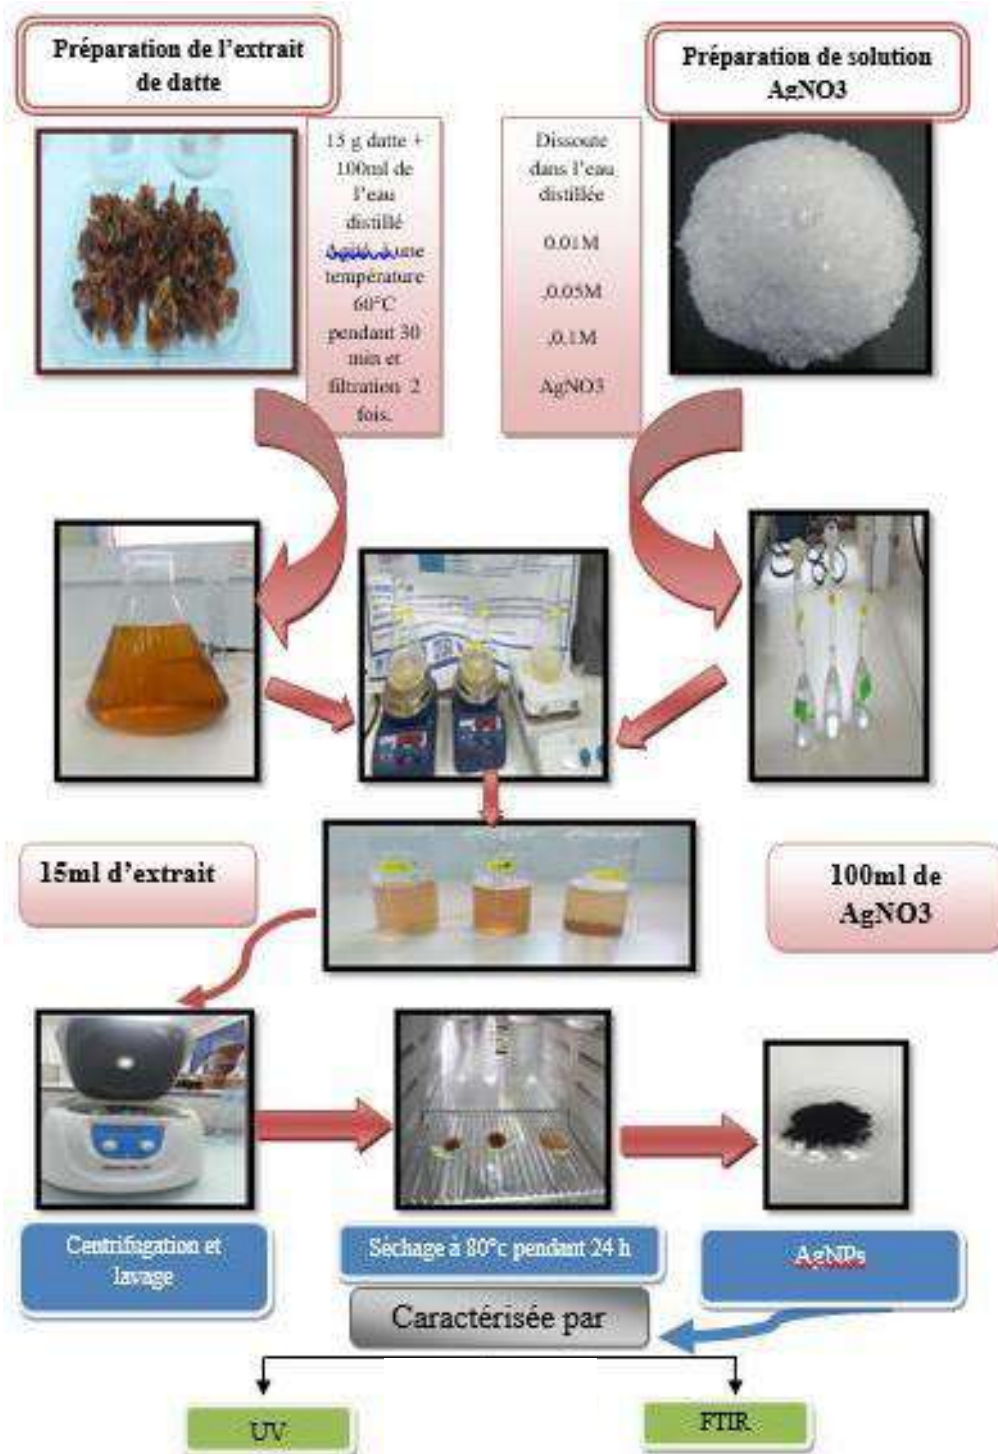 Préparation de l'extrait
de datte
Préparation de solution
AgNO3
15 g datte +
100ml de
l'eau
distillé
Agité à une
température
60°C
pendant 30
min et
filtration 2
fois.
Dissoute
dans l'eau
distillée
0.01M
,0.05M
,0.1M
AgNO3
15ml d'extrait
100ml de
AgNO3
Centrifugation et
lavage
Séchage à 80°c pendant 24 h
AgNPs
Caractérisée par
UV
FTIR